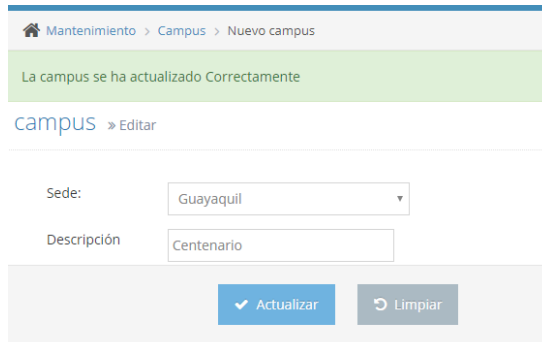 Mantenimiento > Campus > Nuevo campus
La campus se ha actualizado Correctamente
campus » Editar
Sede: Guayaquil
Descripción Centenario
Actualizar Limpiar